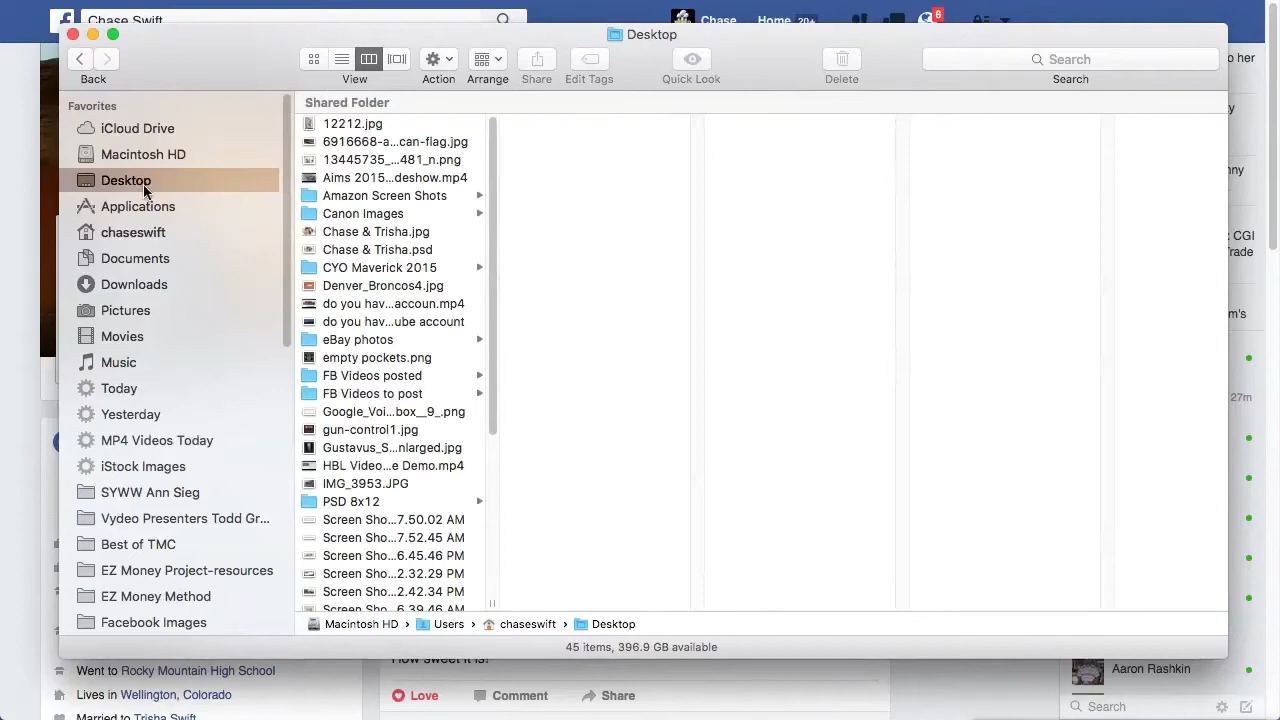 Chase Swift
Chase
Home 20+
6
Desktop
Back
View
Action
Arrange
Share
Edit Tags
Quick Look
Delete
Search
Search
Favorites
iCloud Drive
Macintosh HD
Desktop
Applications
chaseswift
Documents
Downloads
Pictures
Movies
Music
Today
Yesterday
MP4 Videos Today
iStock Images
SYWW Ann Sieg
Vydeo Presenters Todd Gr...
Best of TMC
EZ Money Project-resources
EZ Money Method
Facebook Images
Shared Folder
12212.jpg
6916668-a...can-flag.jpg
13445735_...481_n.png
Aims 2015...deshow.mp4
Amazon Screen Shots
Canon Images
Chase & Trisha.jpg
Chase & Trisha.psd
CYO Maverick 2015
Denver_Broncos4.jpg
do you hav...accoun.mp4
do you hav...ube account
eBay photos
empty pockets.png
FB Videos posted
FB Videos to post
Google_Voi...box__9_.png
gun-control1.jpg
Gustavus_S...nlarged.jpg
HBL Video...e Demo.mp4
IMG_3953.JPG
PSD 8x12
Screen Sho...7.50.02 AM
Screen Sho...7.52.45 AM
Screen Sho...6.45.46 PM
Screen Sho...2.32.29 PM
Screen Sho...2.42.34 PM
Screen Sho...6.39.46 AM
Macintosh HD › Users › chaseswift › Desktop
45 items, 396.9 GB available
o her
CGI
Trade
m's
27m
Went to Rocky Mountain High School
Lives in Wellington, Colorado
Married to Trisha Swift
How sweet it is!
Love
Comment
Share
Aaron Rashkin
Search